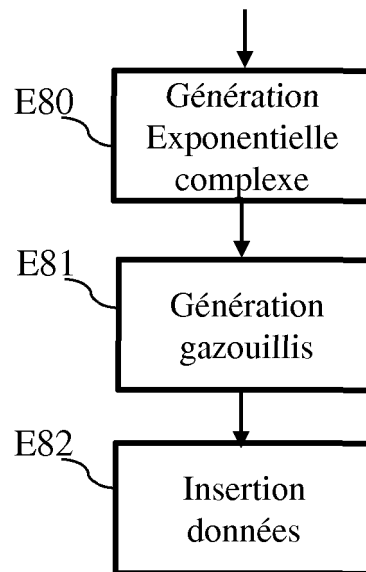 E80
Génération
Exponentielle
complexe
E81
Génération
gazouillis
E82
Insertion
données